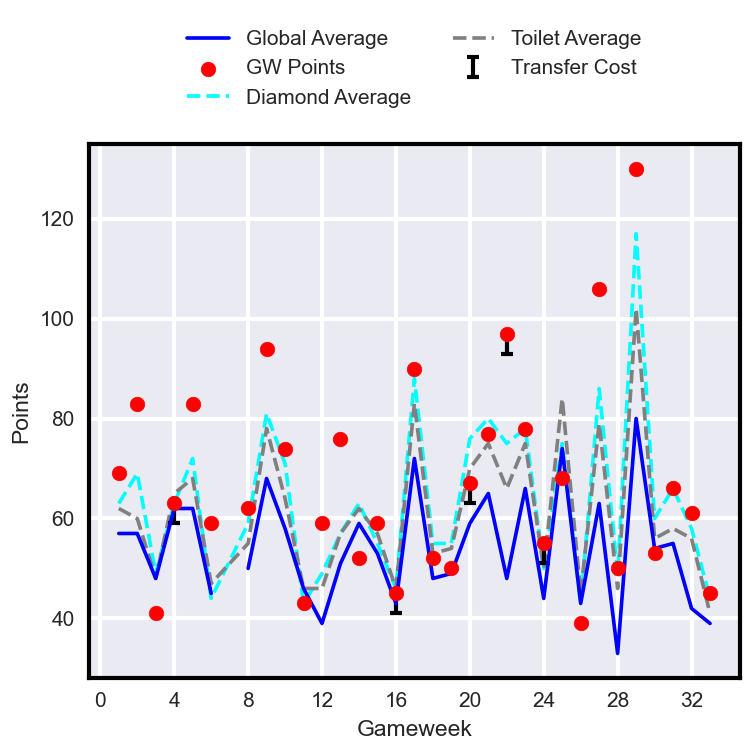 Global Average
GW Points
Diamond Average
Toilet Average
Transfer Cost
Points
120
100
80
60
40
0 4 8 12 16 20 24 28 32
Gameweek